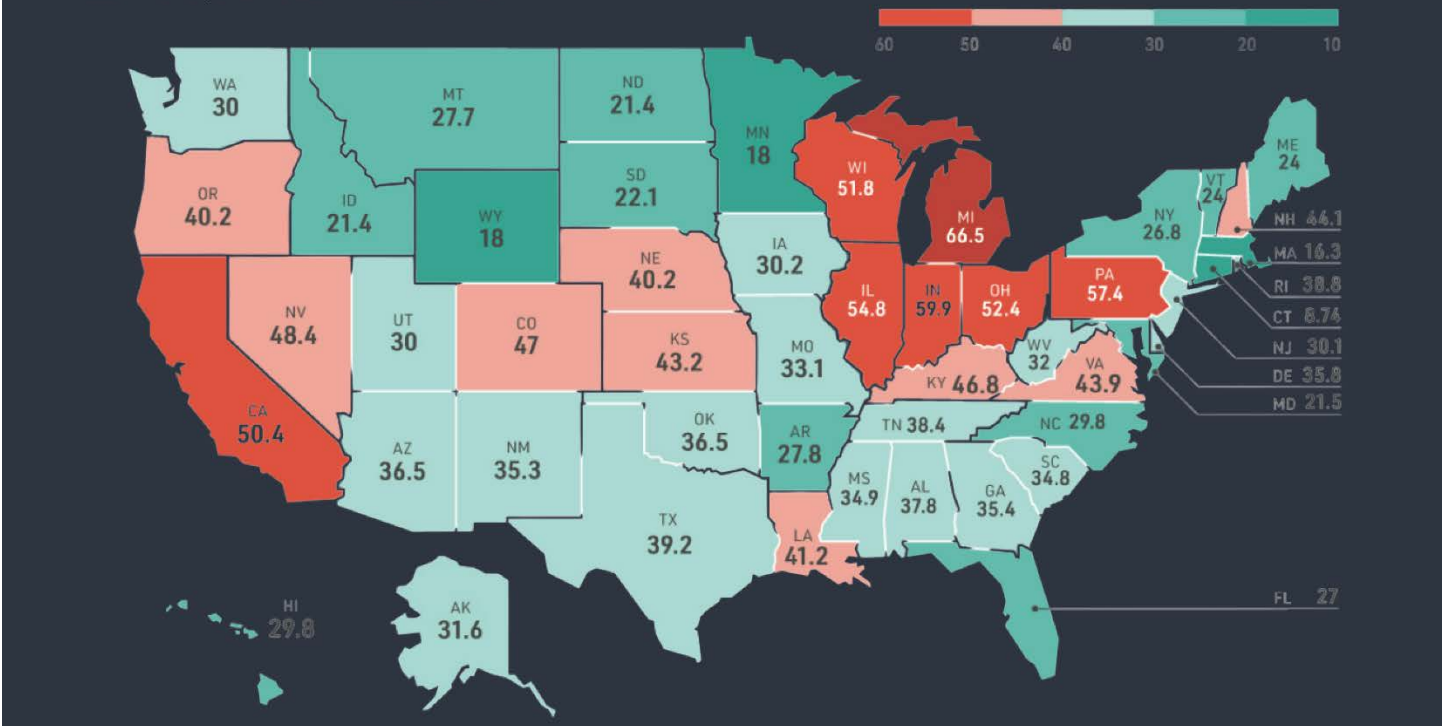 60 50 40 30 20 10
WA
30
MT
27.7
ND
21.4
MN
18
OR
40.2
ID
21.4
WY
18
SD
22.1
WI
51.8
MI
66.5
NY
26.8
VT
24
ME
24
NH 44.1
MA 16.3
RI 38.8
CT 8.74
NJ 30.1
DE 35.8
MD 21.5
CA
50.4
NV
48.4
UT
30
CO
47
NE
40.2
KS
43.2
IA
30.2
MO
33.1
IL
54.8
IN
59.9
OH
52.4
PA
57.4
WV
32
VA
43.9
KY 46.8
AZ
36.5
NM
35.3
OK
36.5
AR
27.8
TN 38.4
NC 29.8
SC
34.8
MS
34.9
AL
37.8
GA
35.4
TX
39.2
LA
41.2
FL 27
HI
29.8
AK
31.6